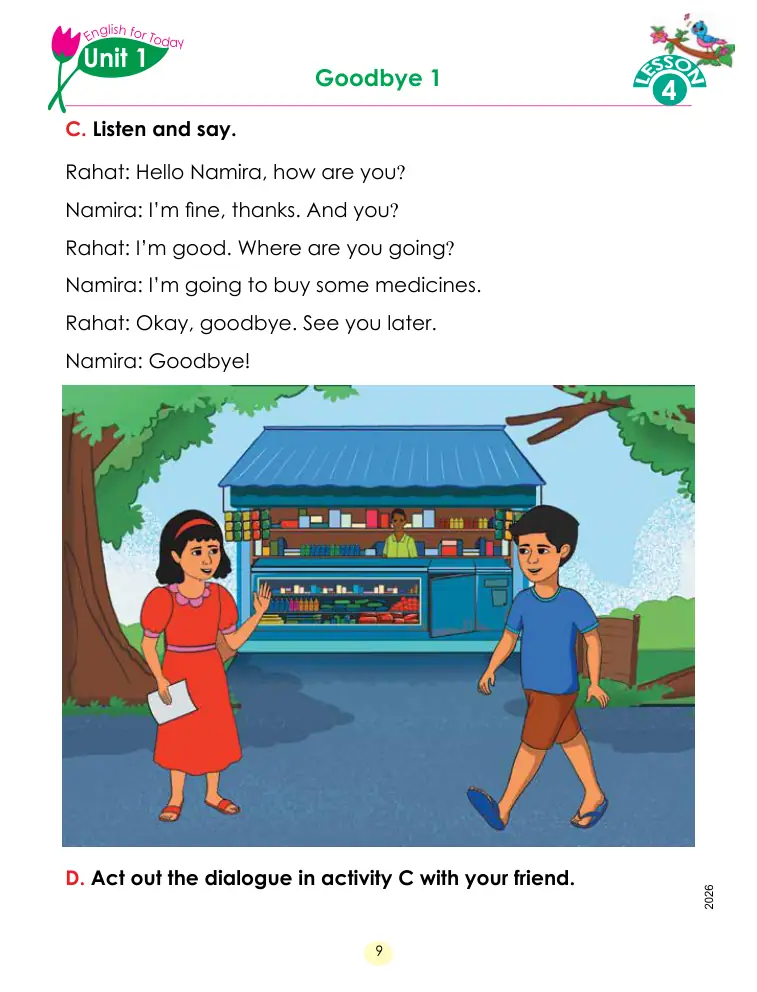 English for Today
Unit 1
Goodbye 1
LESSON
4
C. Listen and say.
Rahat: Hello Namira, how are you?
Namira: I'm fine, thanks. And you?
Rahat: I'm good. Where are you going?
Namira: I'm going to buy some medicines.
Rahat: Okay, goodbye. See you later.
Namira: Goodbye!
D. Act out the dialogue in activity C with your friend.
2026
9